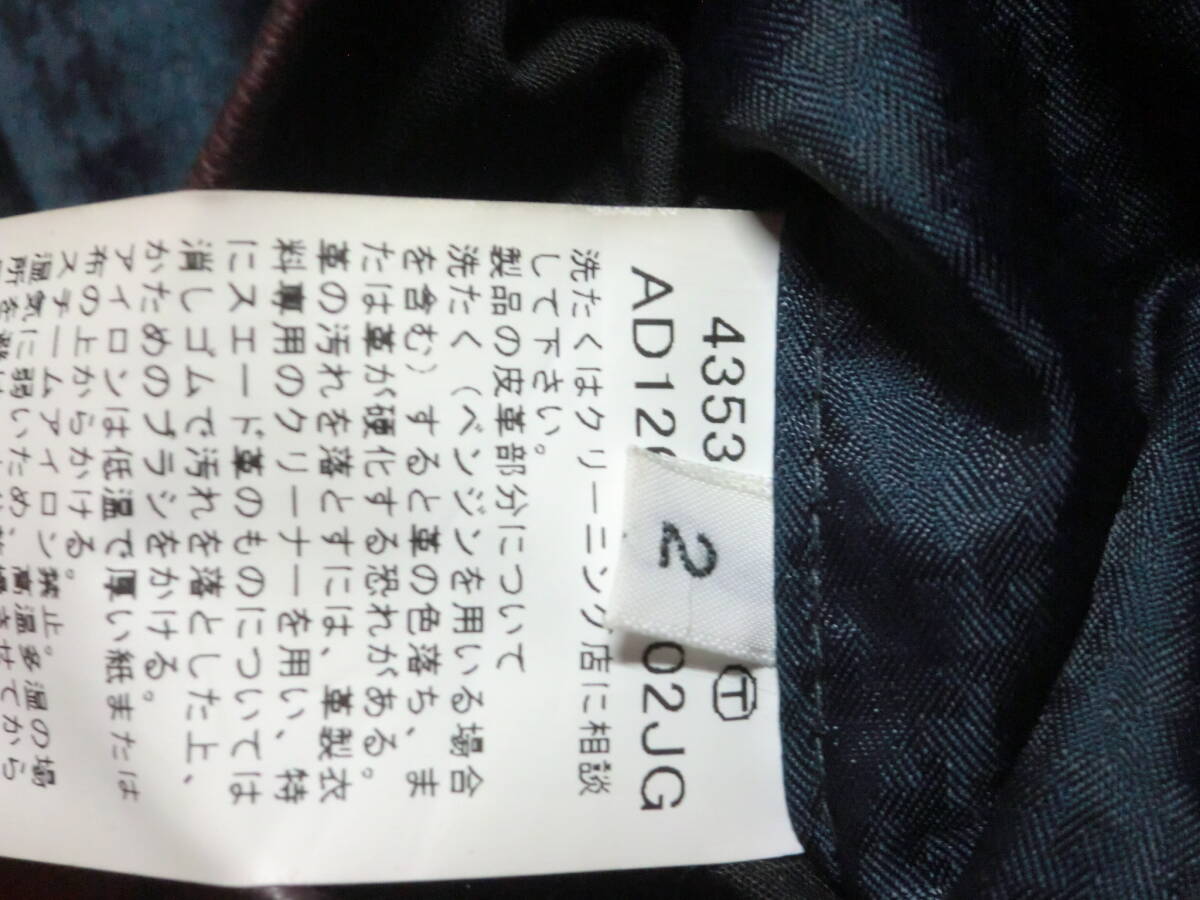 4353 Ⓣ
AD12 02JG
2
洗たくはクリーニング店に相談
して下さい。
製品の皮革部分について
洗たく（ベンジンを用いる場合
を含む）すると革の色落ち、ま
たは革が硬化する恐れがある。
革の汚れを落とすには、革製衣
料専用のクリーナーを用い、特
にスエード革のものについては
消しゴムで汚れを落とした上、
かためのブラシをかける。
アイロンは低温で厚い紙または
布の上からかける。
スチームアイロン